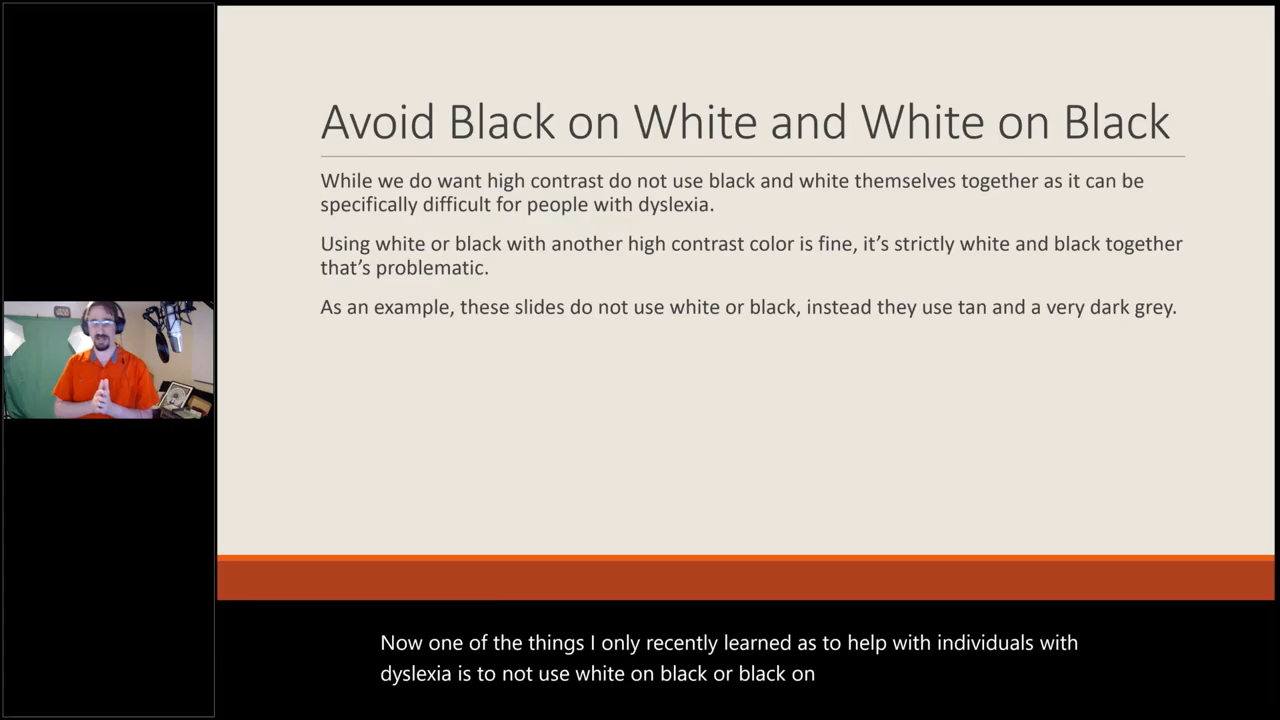 Avoid Black on White and White on Black
While we do want high contrast do not use black and white themselves together as it can be
specifically difficult for people with dyslexia.
Using white or black with another high contrast color is fine, it’s strictly white and black together
that’s problematic.
As an example, these slides do not use white or black, instead they use tan and a very dark grey.
Now one of the things I only recently learned as to help with individuals with
dyslexia is to not use white on black or black on